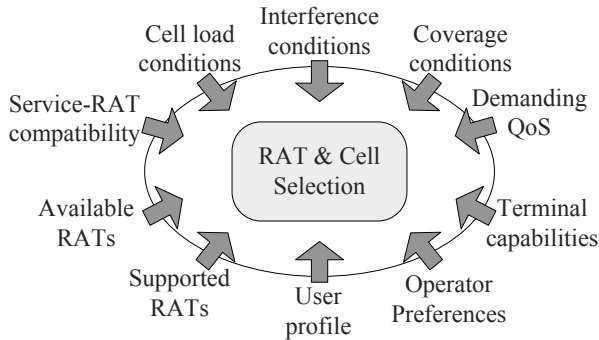 Interference
conditions
Cell load
conditions
Coverage
conditions
Service-RAT
compatibility
Demanding
QoS
RAT & Cell
Selection
Available
RATs
Terminal
capabilities
Supported
RATs
User
profile
Operator
Preferences